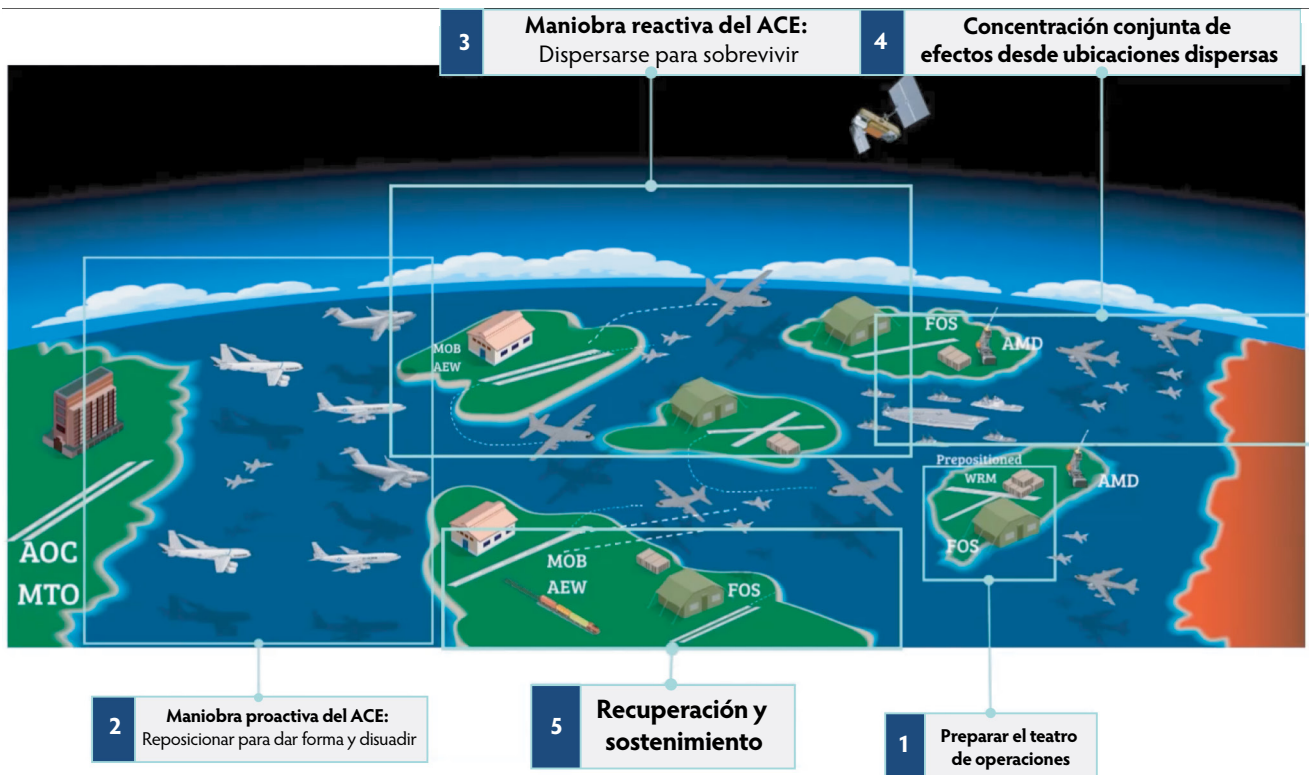 3
Maniobra reactiva del ACE:
Dispersarse para sobrevivir
4
Concentración conjunta de
efectos desde ubicaciones dispersas
MOB
AEW
FOS
AMD
Prepositioned
WRM
AMD
FOS
AOC
MTO
MOB
AEW
FOS
2
Maniobra proactiva del ACE:
Reposicionar para dar forma y disuadir
5
Recuperación y
sostenimiento
1
Preparar el teatro
de operaciones